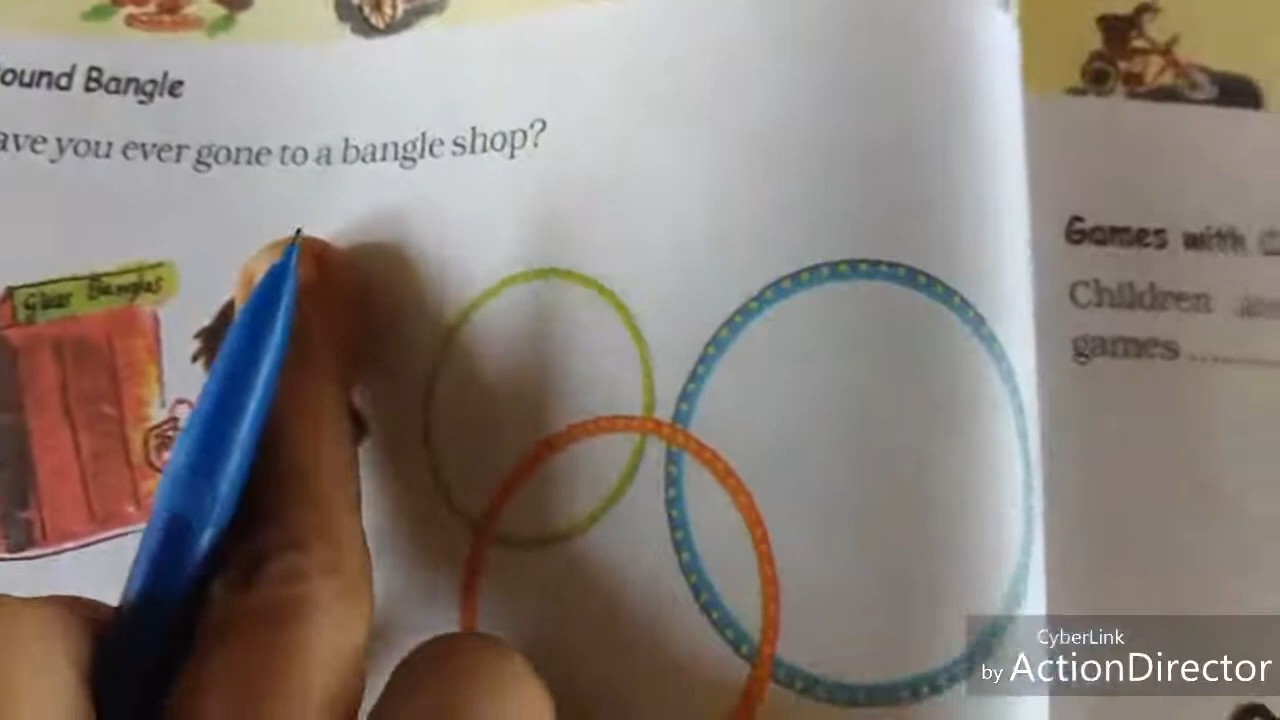 ound Bangle
ave you ever gone to a bangle shop?
Glass Bangles
Games with
Children
games ......
CyberLink
by ActionDirector